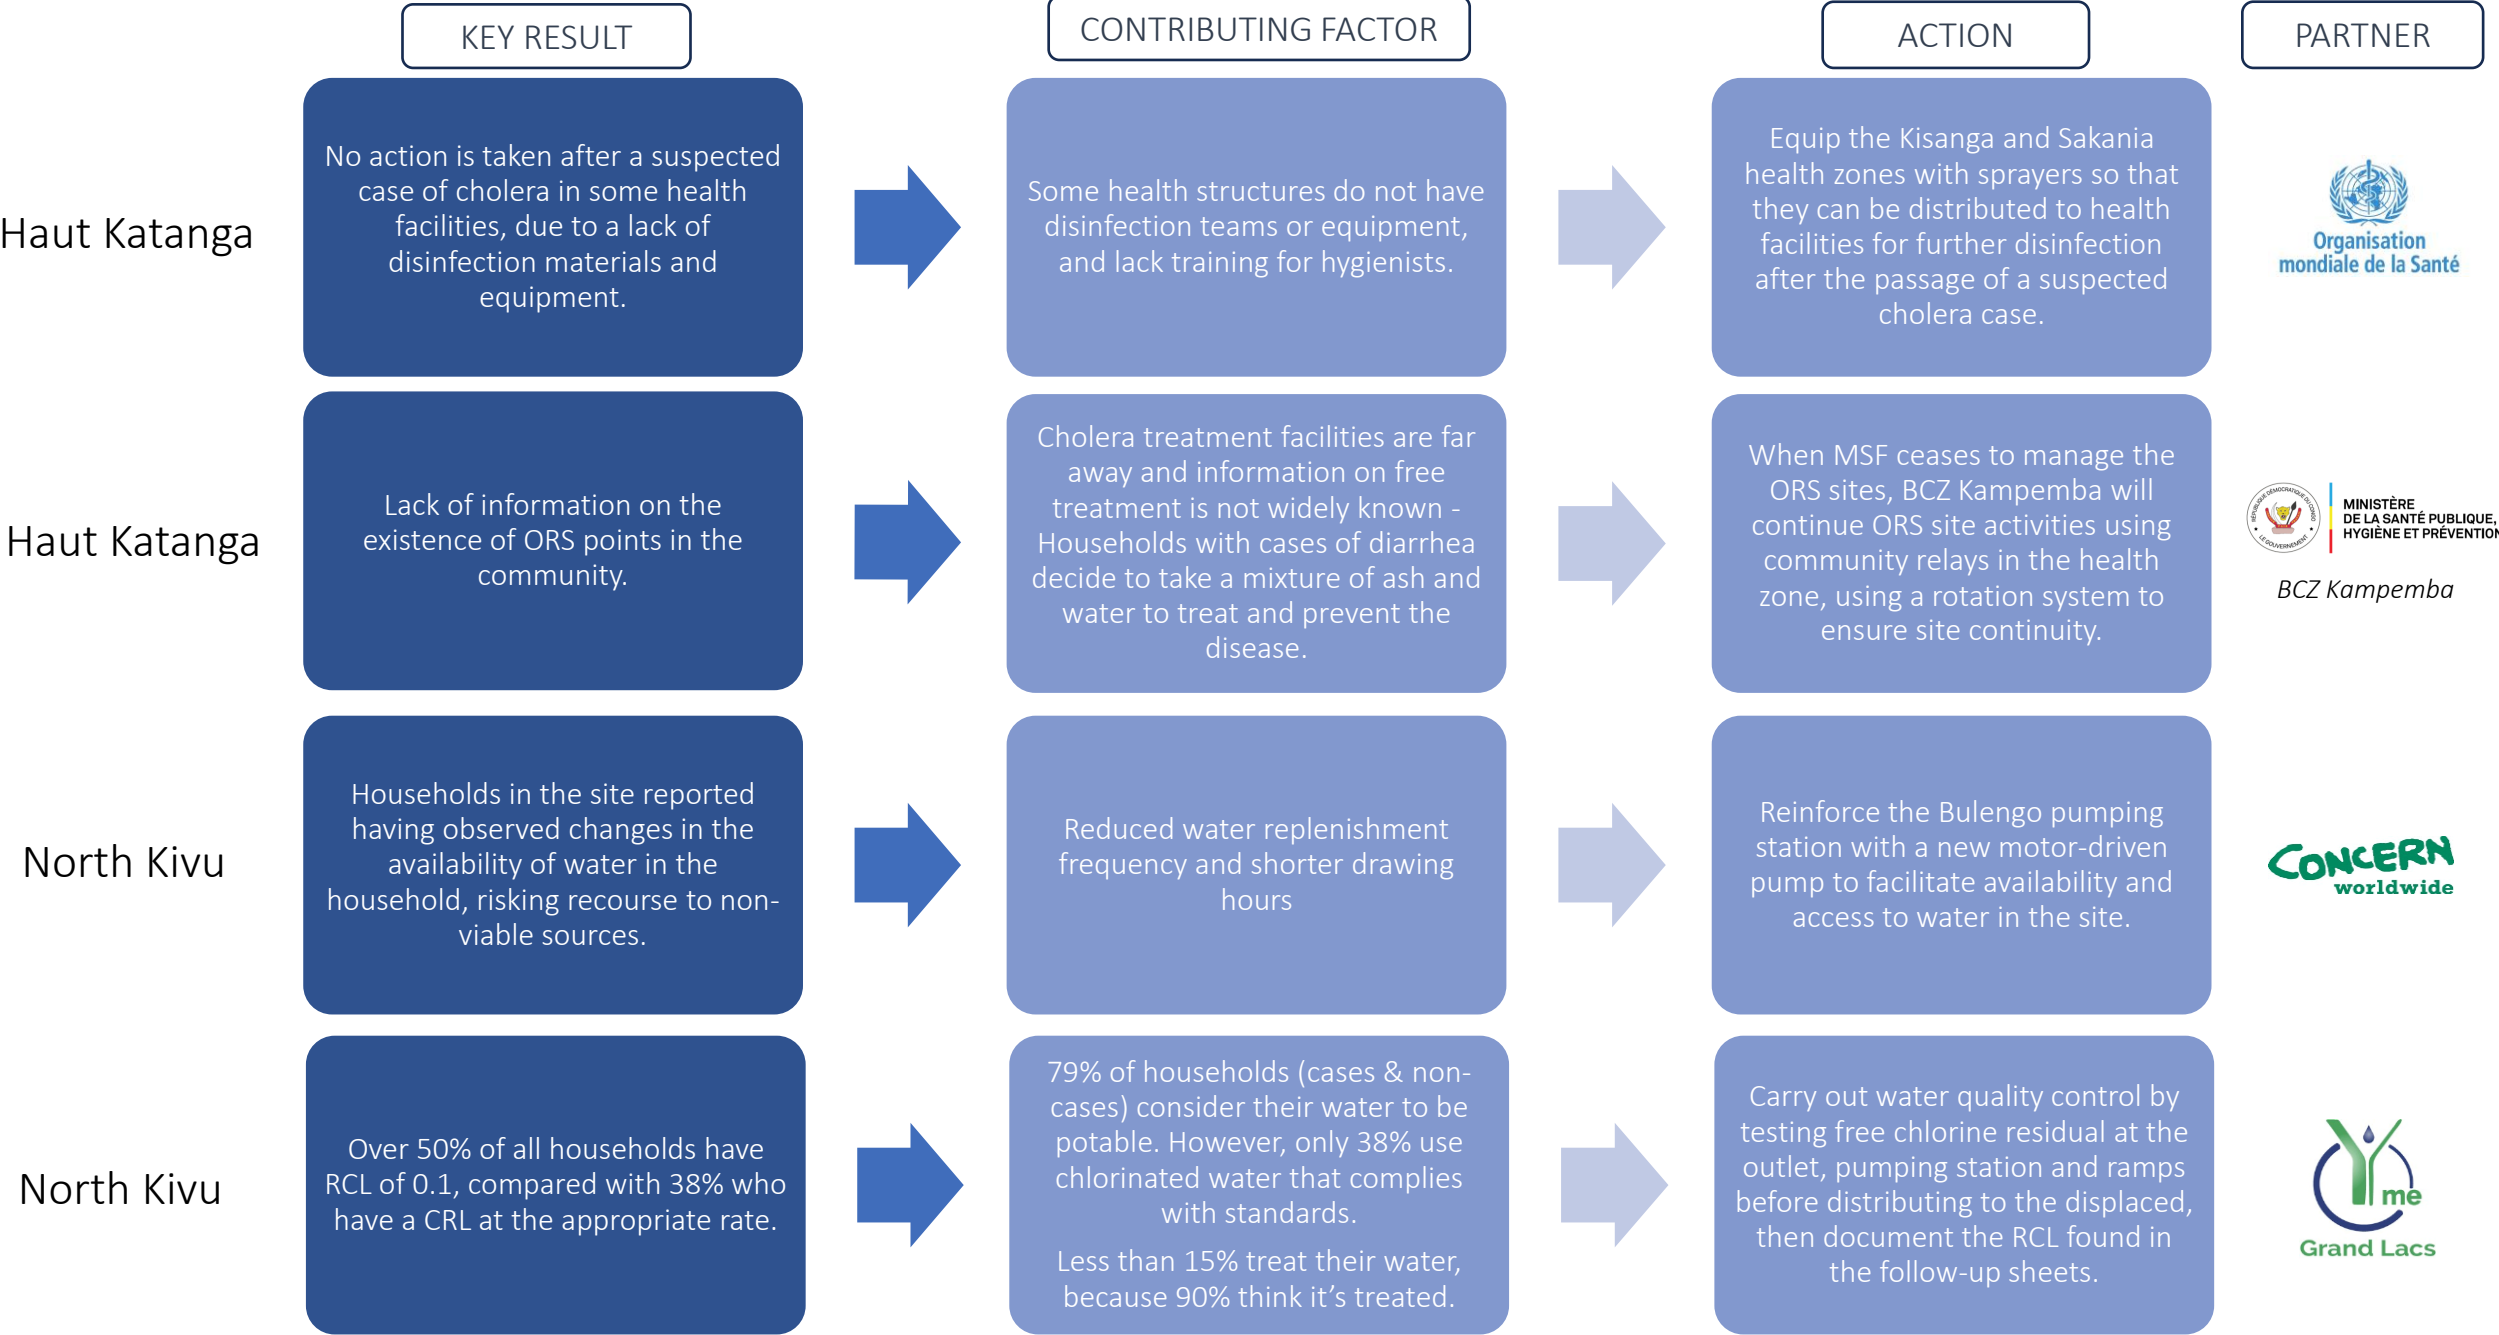 KEY RESULT
CONTRIBUTING FACTOR
ACTION
PARTNER
Haut Katanga
No action is taken after a suspected
case of cholera in some health
facilities, due to a lack of
disinfection materials and
equipment.
Some health structures do not have
disinfection teams or equipment,
and lack training for hygienists.
Equip the Kisanga and Sakania
health zones with sprayers so that
they can be distributed to health
facilities for further disinfection
after the passage of a suspected
cholera case.
Organisation
mondiale de la Santé
Haut Katanga
Lack of information on the
existence of ORS points in the
community.
Cholera treatment facilities are far
away and information on free
treatment is not widely known -
Households with cases of diarrhea
decide to take a mixture of ash and
water to treat and prevent the
disease.
When MSF ceases to manage the
ORS sites, BCZ Kampemba will
continue ORS site activities using
community relays in the health
zone, using a rotation system to
ensure site continuity.
RÉPUBLIQUE DÉMOCRATIQUE DU CONGO
LE GOUVERNEMENT
MINISTÈRE
DE LA SANTÉ PUBLIQUE,
HYGIÈNE ET PRÉVENTION
BCZ Kampemba
North Kivu
Households in the site reported
having observed changes in the
availability of water in the
household, risking recourse to non-
viable sources.
Reduced water replenishment
frequency and shorter drawing
hours
Reinforce the Bulengo pumping
station with a new motor-driven
pump to facilitate availability and
access to water in the site.
CONCERN
worldwide
North Kivu
Over 50% of all households have
RCL of 0.1, compared with 38% who
have a CRL at the appropriate rate.
79% of households (cases & non-
cases) consider their water to be
potable. However, only 38% use
chlorinated water that complies
with standards.
Less than 15% treat their water,
because 90% think it’s treated.
Carry out water quality control by
testing free chlorine residual at the
outlet, pumping station and ramps
before distributing to the displaced,
then document the RCL found in
the follow-up sheets.
Yme
Grand Lacs